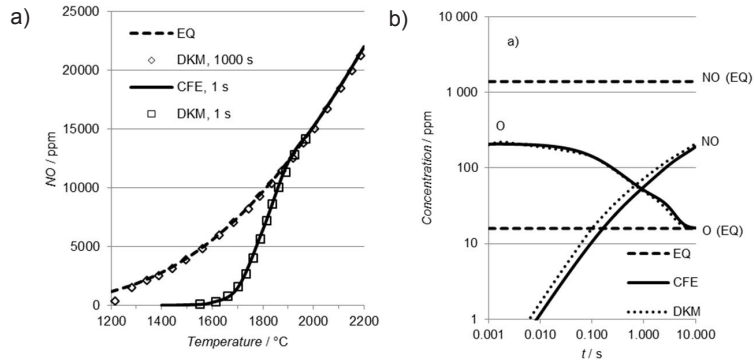 a)
25000
20000
15000
10000
5000
0
NO / ppm
EQ
DKM, 1000 s
CFE, 1 s
DKM, 1 s
1200 1400 1600 1800 2000 2200
Temperature / °C
b)
10 000
1 000
100
10
1
Concentration / ppm
a)
NO (EQ)
O
NO
O (EQ)
EQ
CFE
DKM
0.001 0.010 0.100 1.000 10.000
t / s